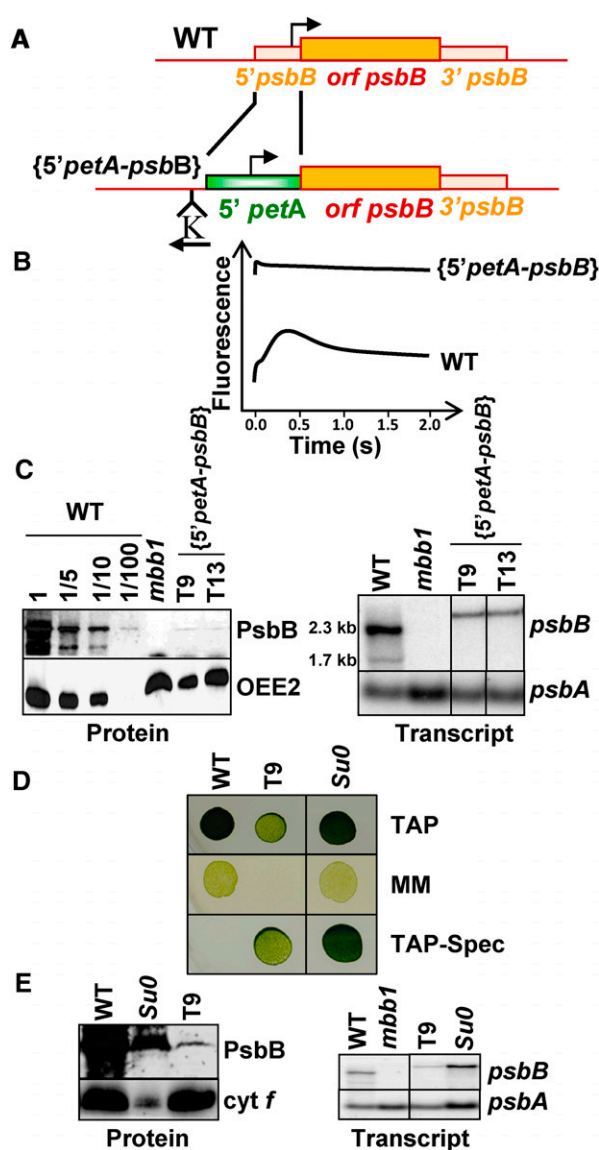 A
WT
5'psbB orf psbB 3' psbB
{5'petA-psbB}
5' petA orf psbB 3'psbB
K
B
Fluorescence
{5'petA-psbB}
WT
0.0 0.5 1.0 1.5 2.0
Time (s)
C
WT
{5'petA-psbB}
1 1/5 1/10 1/100 mbb1 T9 T13
PsbB
OEE2
Protein
{5'petA-psbB}
WT mbb1 T9 T13
2.3 kb
1.7 kb
psbB
psbA
Transcript
D
WT T9 Su0
TAP
MM
TAP-Spec
E
WT Su0 T9
PsbB
cyt f
Protein
WT mbb1 T9 Su0
psbB
psbA
Transcript